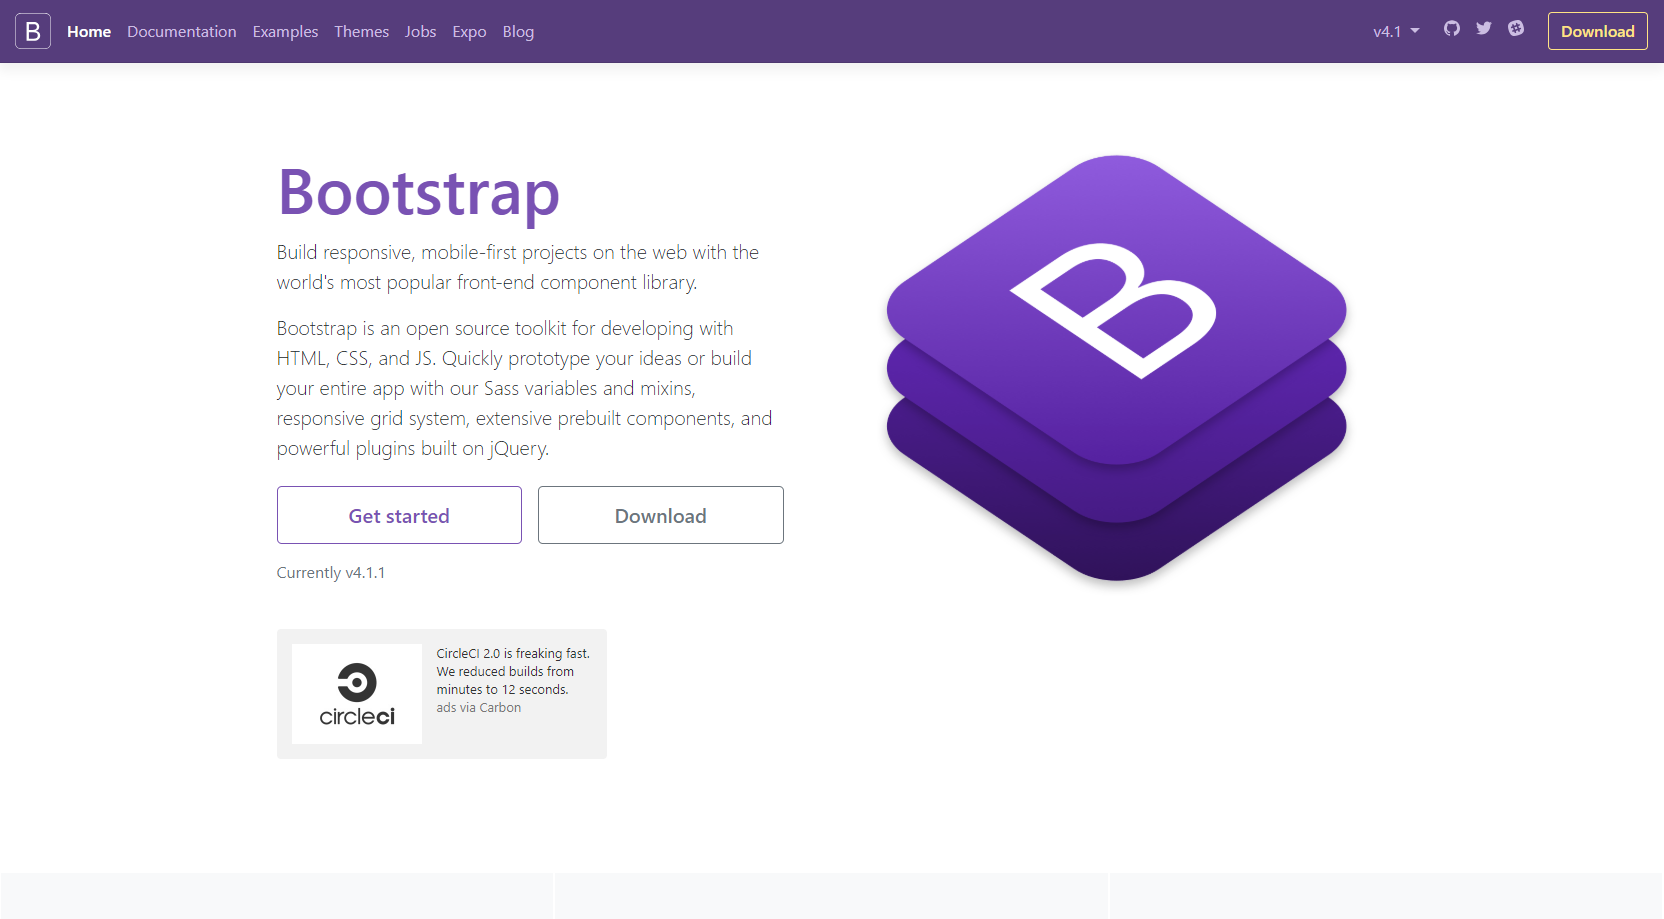 B Home Documentation Examples Themes Jobs Expo Blog v4.1 Download
Bootstrap
Build responsive, mobile-first projects on the web with the
world's most popular front-end component library.
Bootstrap is an open source toolkit for developing with
HTML, CSS, and JS. Quickly prototype your ideas or build
your entire app with our Sass variables and mixins,
responsive grid system, extensive prebuilt components, and
powerful plugins built on jQuery.
Get started Download
Currently v4.1.1
B
circleci
CircleCI 2.0 is freaking fast.
We reduced builds from
minutes to 12 seconds.
ads via Carbon